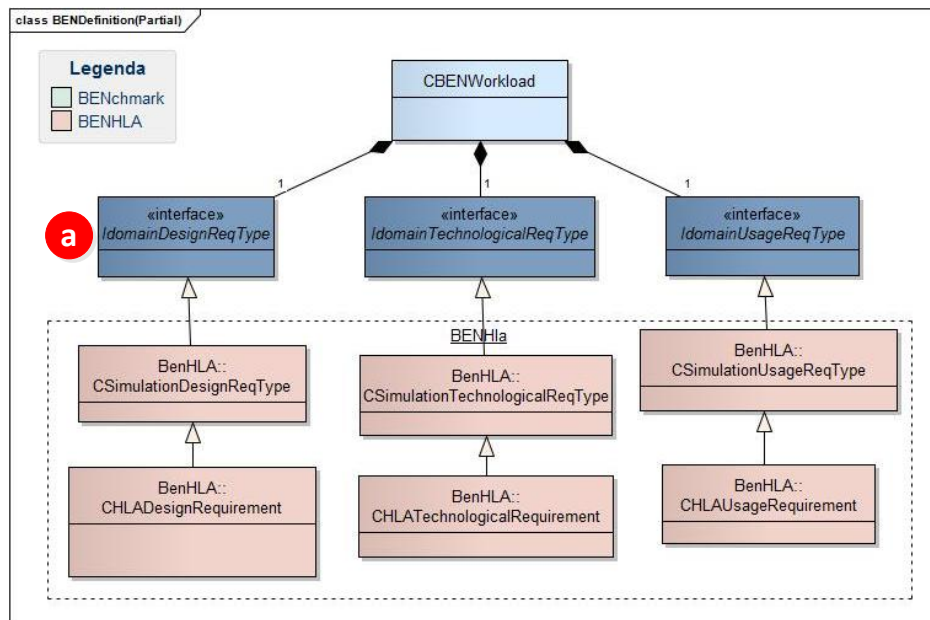 class BENDefinition(Partial)
Legenda
BENchmark
BENHLA
CBENWorkload
1
1
1
a
«interface»
IdomainDesignReqType
«interface»
IdomainTechnologicalReqType
«interface»
IdomainUsageReqType
BENHla
BenHLA::
CSimulationDesignReqType
BenHLA::
CSimulationTechnologicalReqType
BenHLA::
CSimulationUsageReqType
BenHLA::
CHLADesignRequirement
BenHLA::
CHLATechnologicalRequirement
BenHLA::
CHLAUsageRequirement